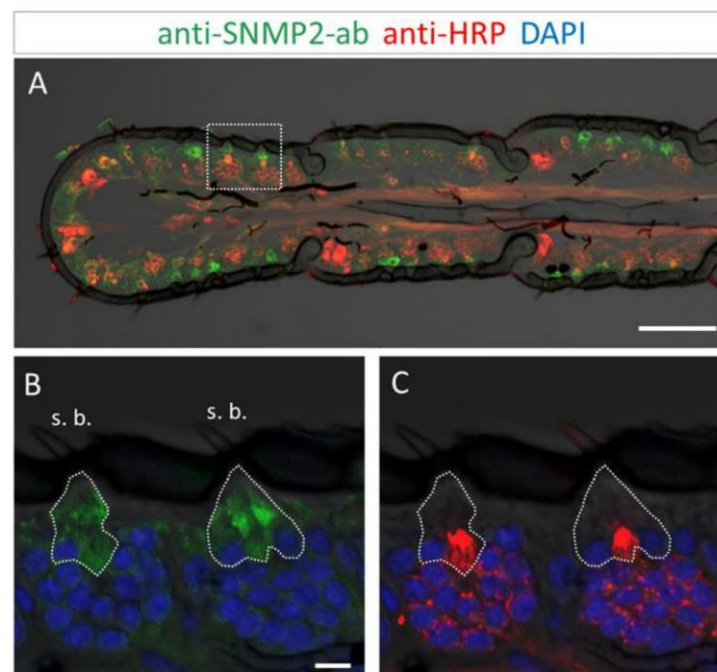 anti-SNMP2-ab anti-HRP DAPI
A
B
s. b.
s. b.
C